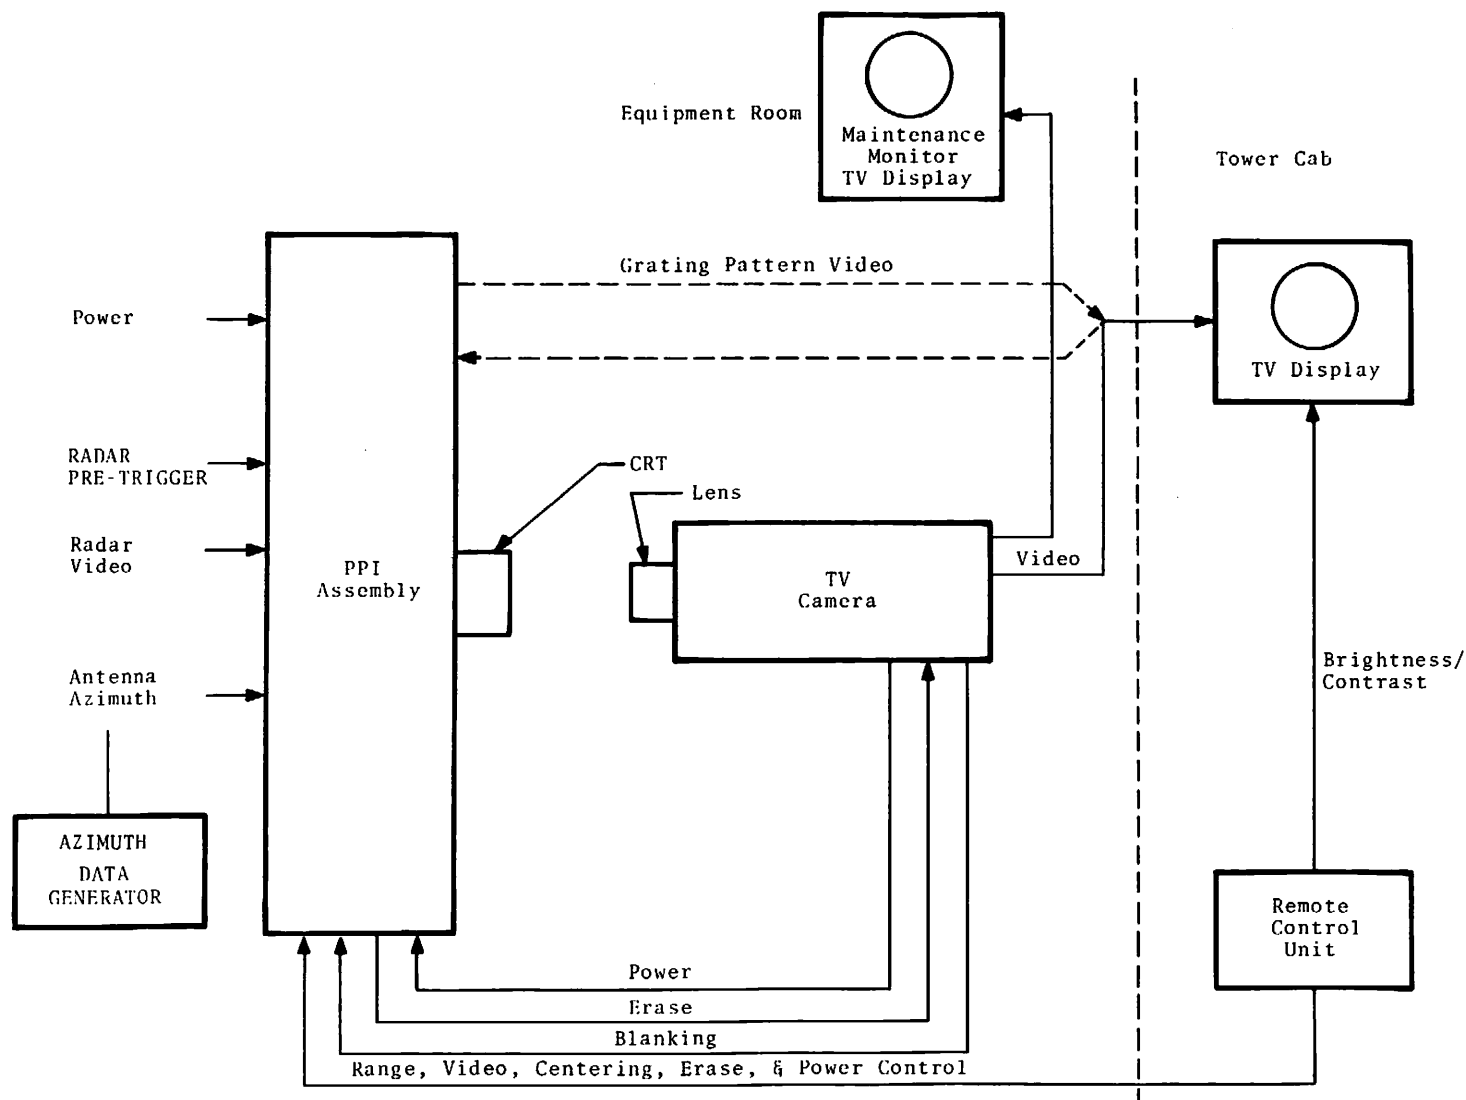 Equipment Room
Maintenance
Monitor
TV Display
Tower Cab
Grating Pattern Video
Power
TV Display
RADAR
PRE-TRIGGER
CRT
Lens
Radar
Video
PPI
Assembly
Video
TV
Camera
Antenna
Azimuth
Brightness/
Contrast
AZIMUTH
DATA
GENERATOR
Remote
Control
Unit
Power
Erase
Blanking
Range, Video, Centering, Erase, & Power Control